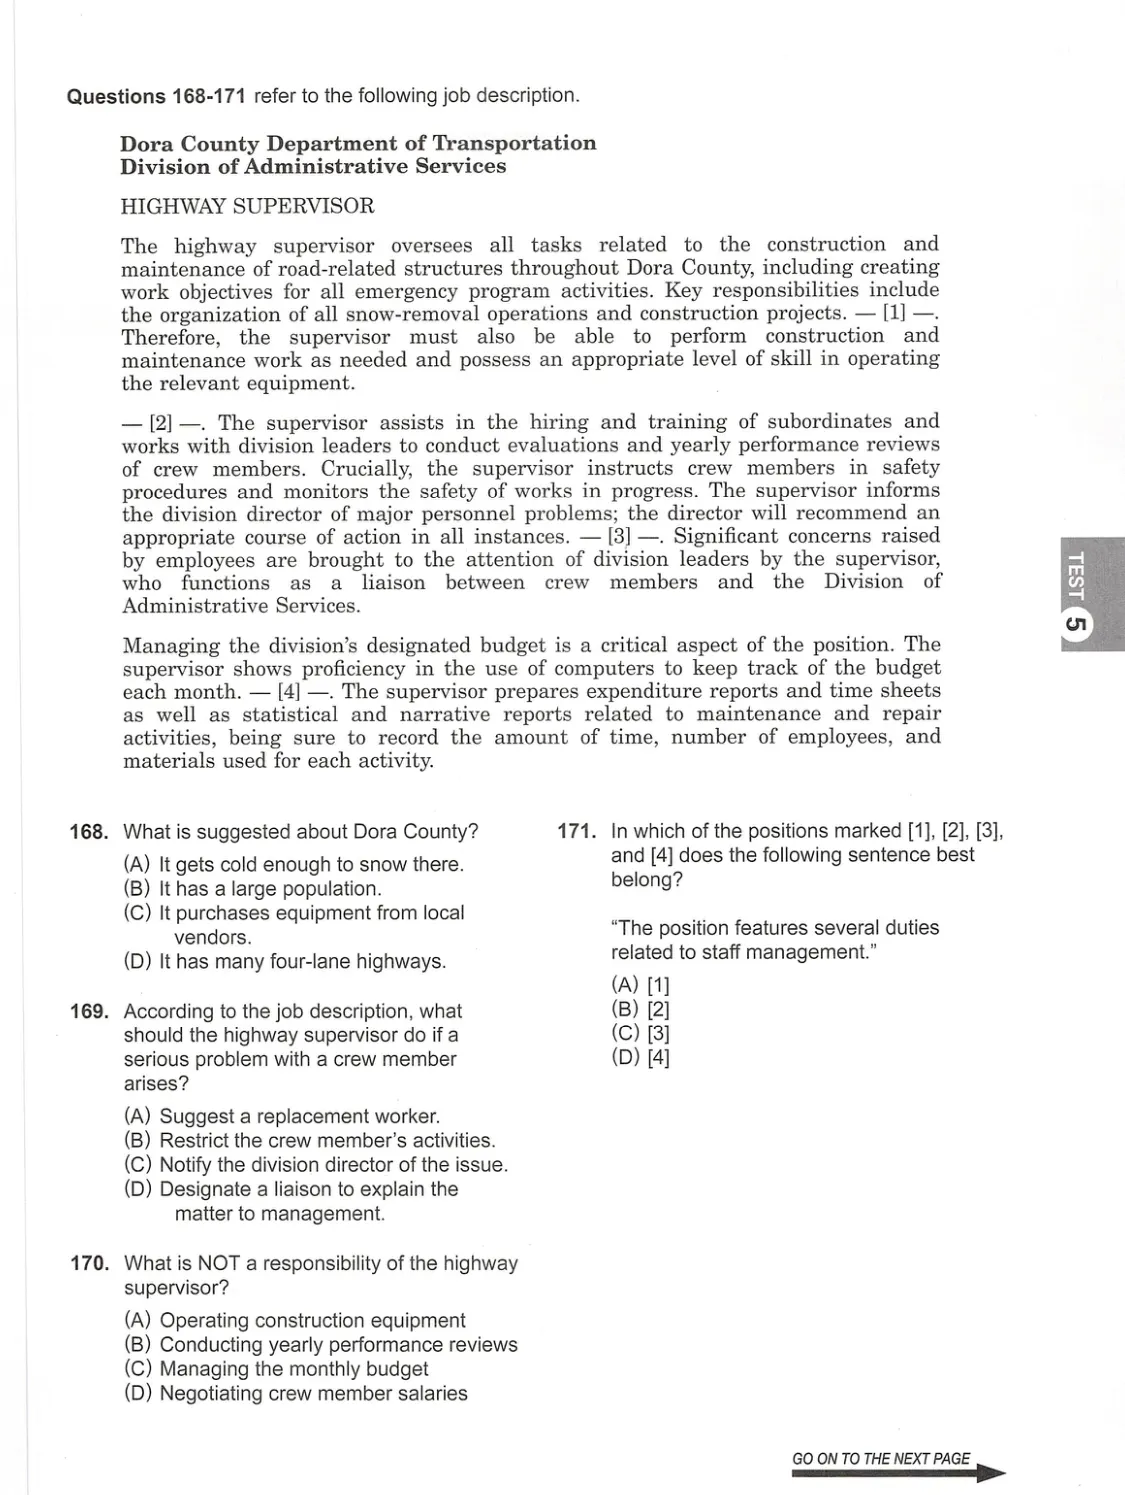 Questions 168-171 refer to the following job description.
Dora County Department of Transportation
Division of Administrative Services
HIGHWAY SUPERVISOR
The highway supervisor oversees all tasks related to the construction and
maintenance of road-related structures throughout Dora County, including creating
work objectives for all emergency program activities. Key responsibilities include
the organization of all snow-removal operations and construction projects. — [1] —.
Therefore, the supervisor must also be able to perform construction and
maintenance work as needed and possess an appropriate level of skill in operating
the relevant equipment.
— [2] —. The supervisor assists in the hiring and training of subordinates and
works with division leaders to conduct evaluations and yearly performance reviews
of crew members. Crucially, the supervisor instructs crew members in safety
procedures and monitors the safety of works in progress. The supervisor informs
the division director of major personnel problems; the director will recommend an
appropriate course of action in all instances. — [3] —. Significant concerns raised
by employees are brought to the attention of division leaders by the supervisor,
who functions as a liaison between crew members and the Division of
Administrative Services.
Managing the division's designated budget is a critical aspect of the position. The
supervisor shows proficiency in the use of computers to keep track of the budget
each month. — [4] —. The supervisor prepares expenditure reports and time sheets
as well as statistical and narrative reports related to maintenance and repair
activities, being sure to record the amount of time, number of employees, and
materials used for each activity.
168. What is suggested about Dora County?
(A) It gets cold enough to snow there.
(B) It has a large population.
(C) It purchases equipment from local
vendors.
(D) It has many four-lane highways.
169. According to the job description, what
should the highway supervisor do if a
serious problem with a crew member
arises?
(A) Suggest a replacement worker.
(B) Restrict the crew member's activities.
(C) Notify the division director of the issue.
(D) Designate a liaison to explain the
matter to management.
170. What is NOT a responsibility of the highway
supervisor?
(A) Operating construction equipment
(B) Conducting yearly performance reviews
(C) Managing the monthly budget
(D) Negotiating crew member salaries
171. In which of the positions marked [1], [2], [3],
and [4] does the following sentence best
belong?
"The position features several duties
related to staff management."
(A) [1]
(B) [2]
(C) [3]
(D) [4]
TEST 5
GO ON TO THE NEXT PAGE